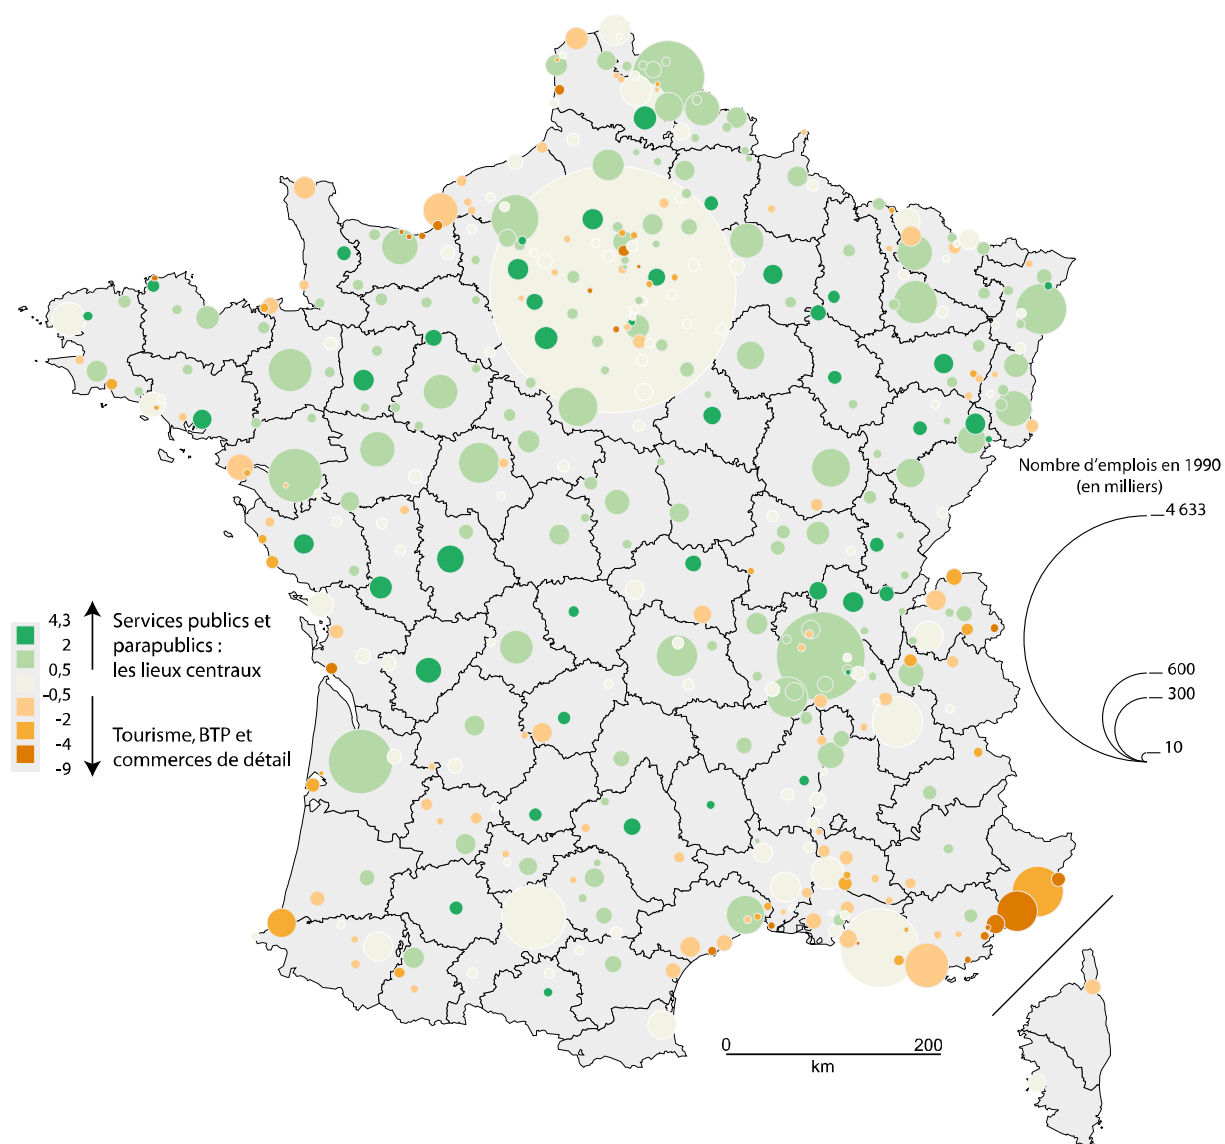 Nombre d'emplois en 1990
(en milliers)
4 633
600
300
10
4,3
2
0,5
-0,5
-2
-4
-9
Services publics et
parapublics :
les lieux centraux
Tourisme, BTP et
commerces de détail
0
200
km